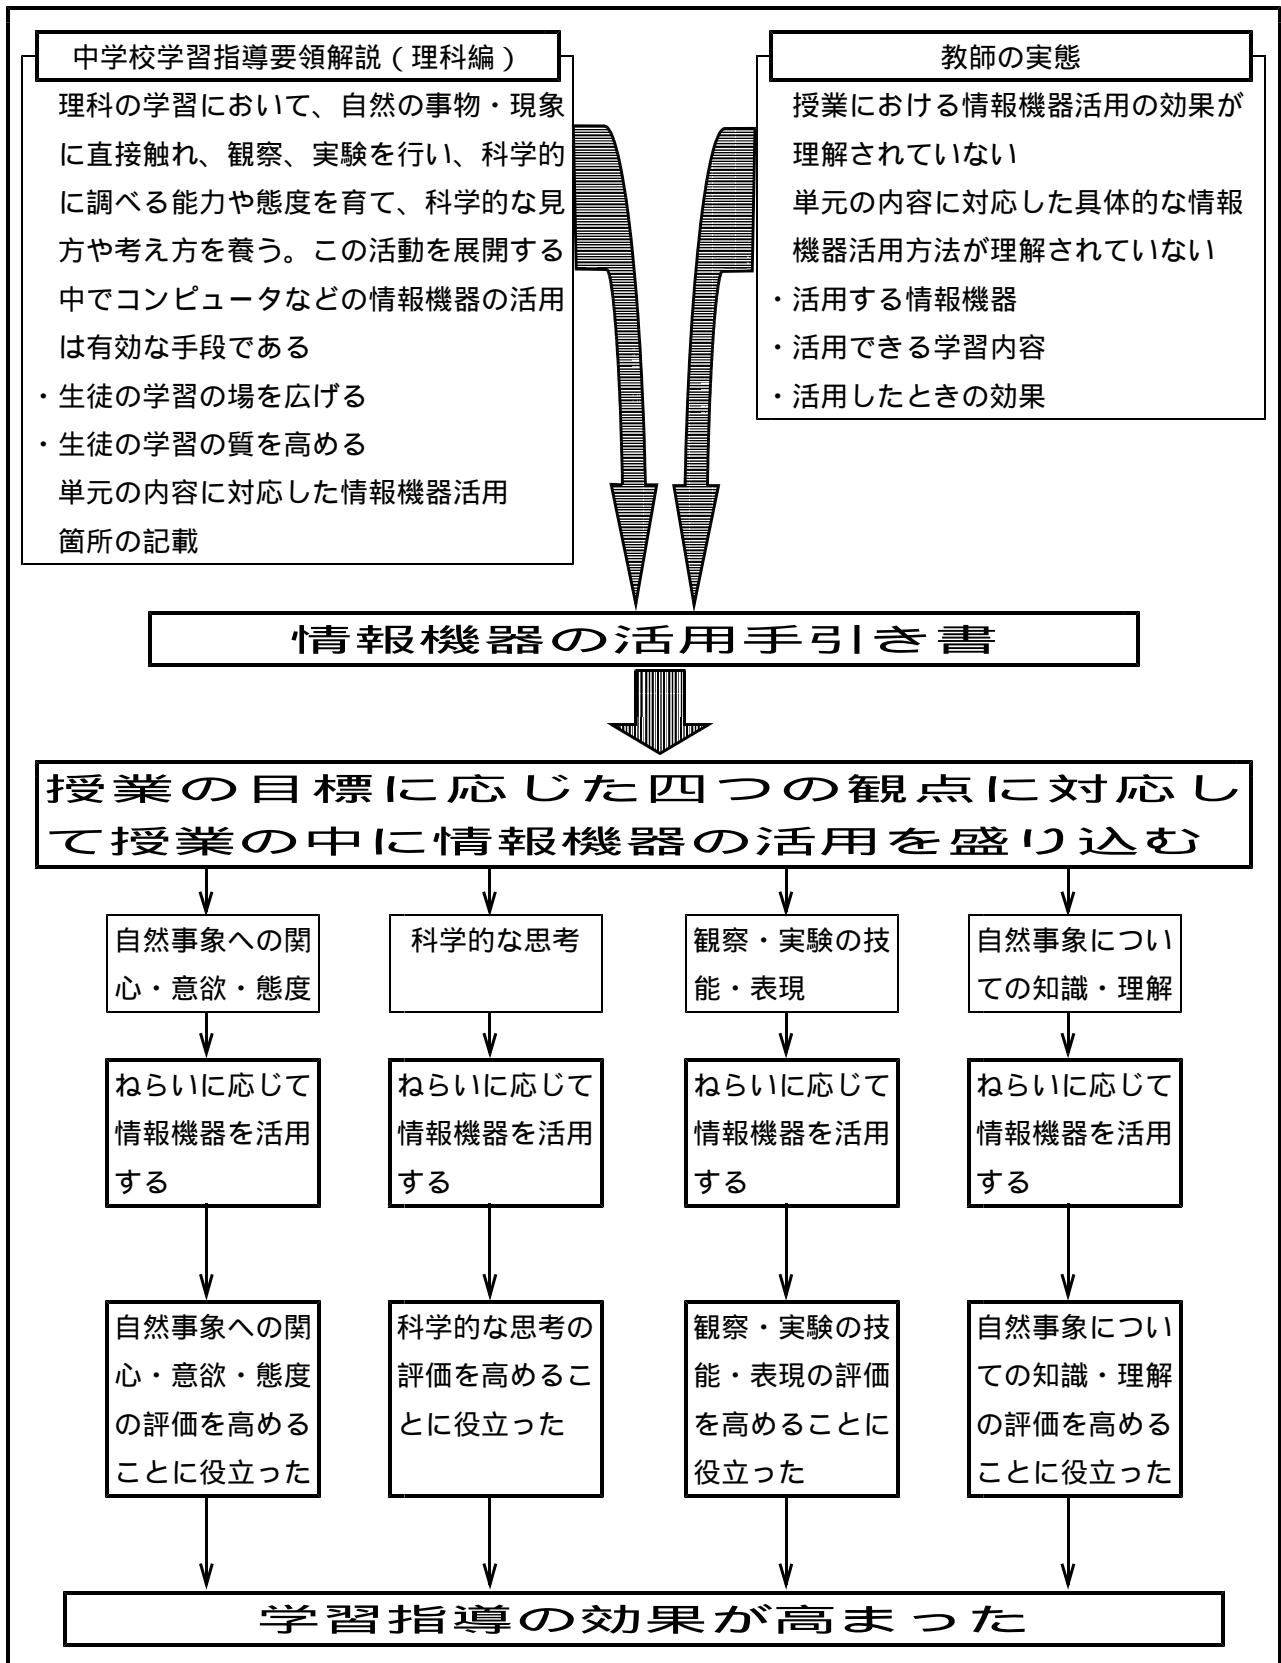 中学校学習指導要領解説(理科編)
理科の学習において、自然の事物・現象
に直接触れ、観察、実験を行い、科学的
に調べる能力や態度を育て、科学的な見
方や考え方を養う。この活動を展開する
中でコンピュータなどの情報機器の活用
は有効な手段である
・生徒の学習の場を広げる
・生徒の学習の質を高める
単元の内容に対応した情報機器活用
箇所の記載
教師の実態
授業における情報機器活用の効果が
理解されていない
単元の内容に対応した具体的な情報
機器活用方法が理解されていない
・活用する情報機器
・活用できる学習内容
・活用したときの効果
情報機器の活用手引き書
授業の目標に応じた四つの観点に対応し
て授業の中に情報機器の活用を盛り込む
自然事象への関
心・意欲・態度
科学的な思考
観察・実験の技
能・表現
自然事象につい
ての知識・理解
ねらいに応じて
情報機器を活用
する
ねらいに応じて
情報機器を活用
する
ねらいに応じて
情報機器を活用
する
ねらいに応じて
情報機器を活用
する
自然事象への関
心・意欲・態度
の評価を高める
ことに役立った
科学的な思考の
評価を高めるこ
とに役立った
観察・実験の技
能・表現の評価
を高めることに
役立った
自然事象につい
ての知識・理解
の評価を高める
ことに役立った
学習指導の効果が高まった